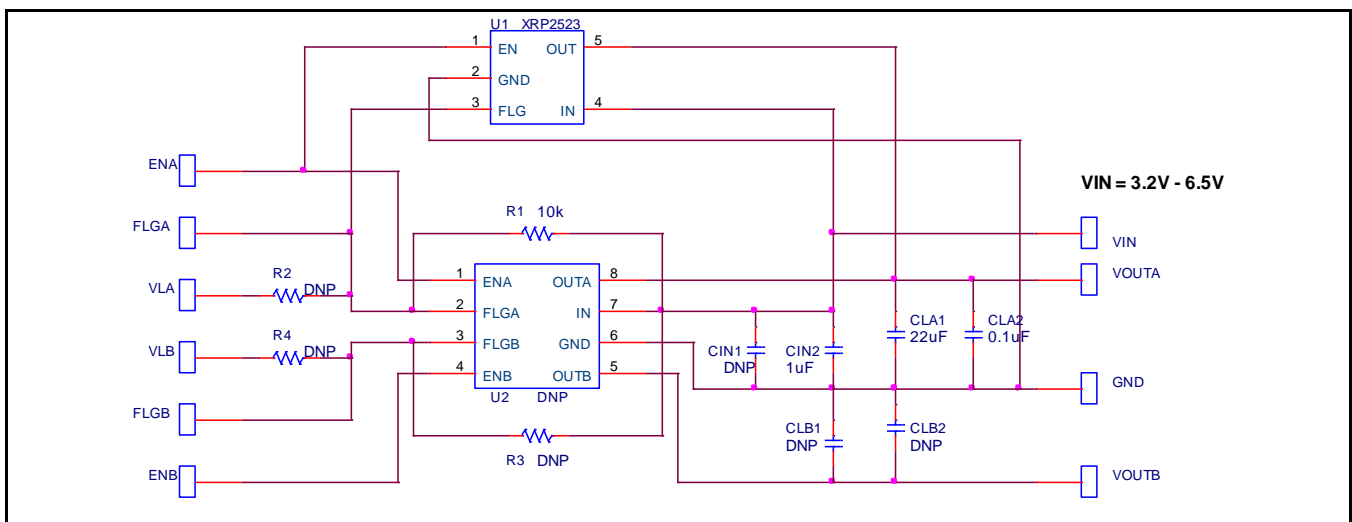 U1 XRP2523
1 EN OUT 5
2 GND
3 FLG IN 4
ENA
VIN = 3.2V - 6.5V
FLGA
R1 10k
VIN
R2
DNP
VLA
1 ENA OUTA 8
VOUTA
2 FLGA IN 7
R4
DNP
VLB
3 FLGB GND 6
CIN1
DNP
CIN2
1uF
CLA1
22uF
CLA2
0.1uF
4 ENB OUTB 5
GND
U2 DNP
FLGB
CLB1
DNP
CLB2
DNP
R3 DNP
ENB
VOUTB